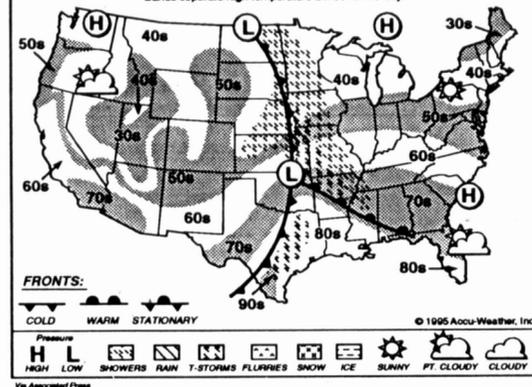 H 40s L H 30s
50s 40s
40s 50s 40s
50s
30s
60s
60s 50s L
70s H
60s 70s
70s 80s
80s
90s
FRONTS:
COLD WARM STATIONARY
© 1995 Accu-Weather, Inc
Pressure
H L
HIGH LOW SHOWERS RAIN T-STORMS FLURRIES SNOW ICE SUNNY PT. CLOUDY CLOUDY
Via Associated Press